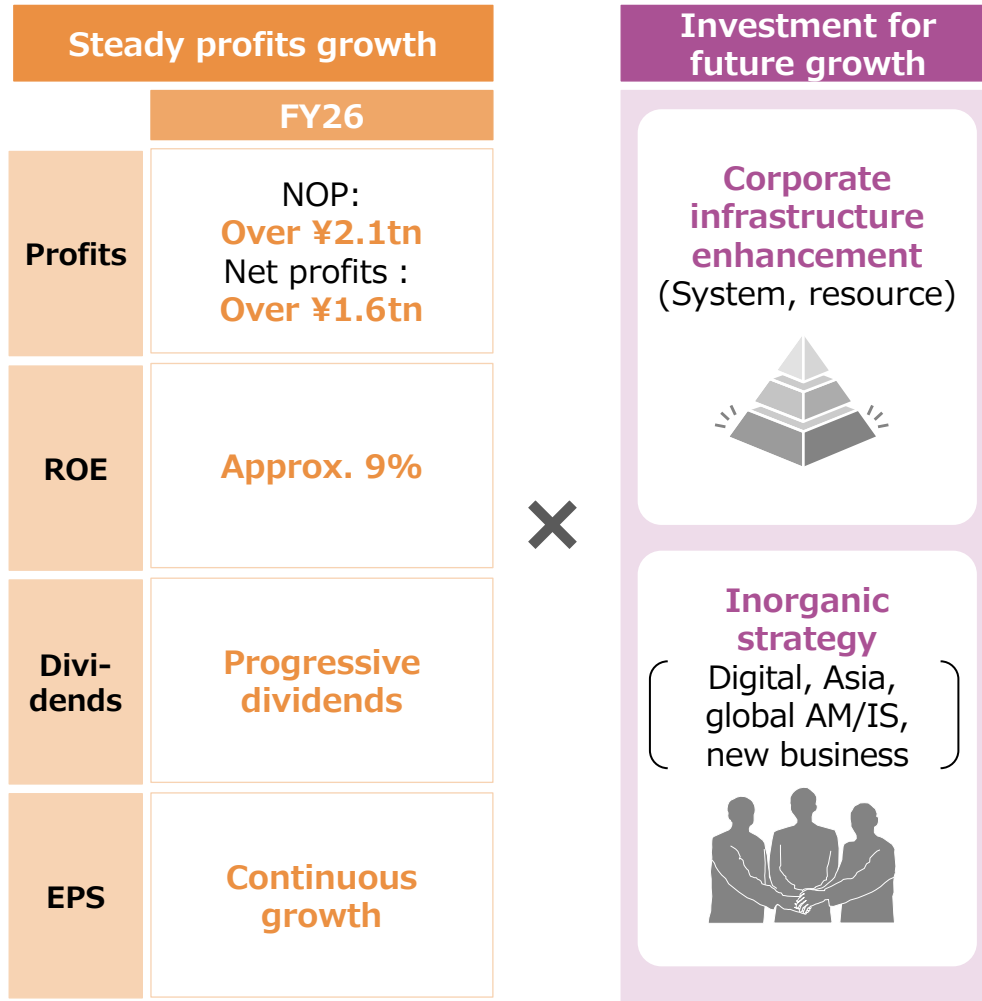 Steady profits growth
FY26
Profits
NOP:
Over ¥2.1tn
Net profits :
Over ¥1.6tn
ROE
Approx. 9%
Divi-
dends
Progressive
dividends
EPS
Continuous
growth
×
Investment for
future growth
Corporate
infrastructure
enhancement
(System, resource)
Inorganic
strategy
Digital, Asia,
global AM/IS,
new business